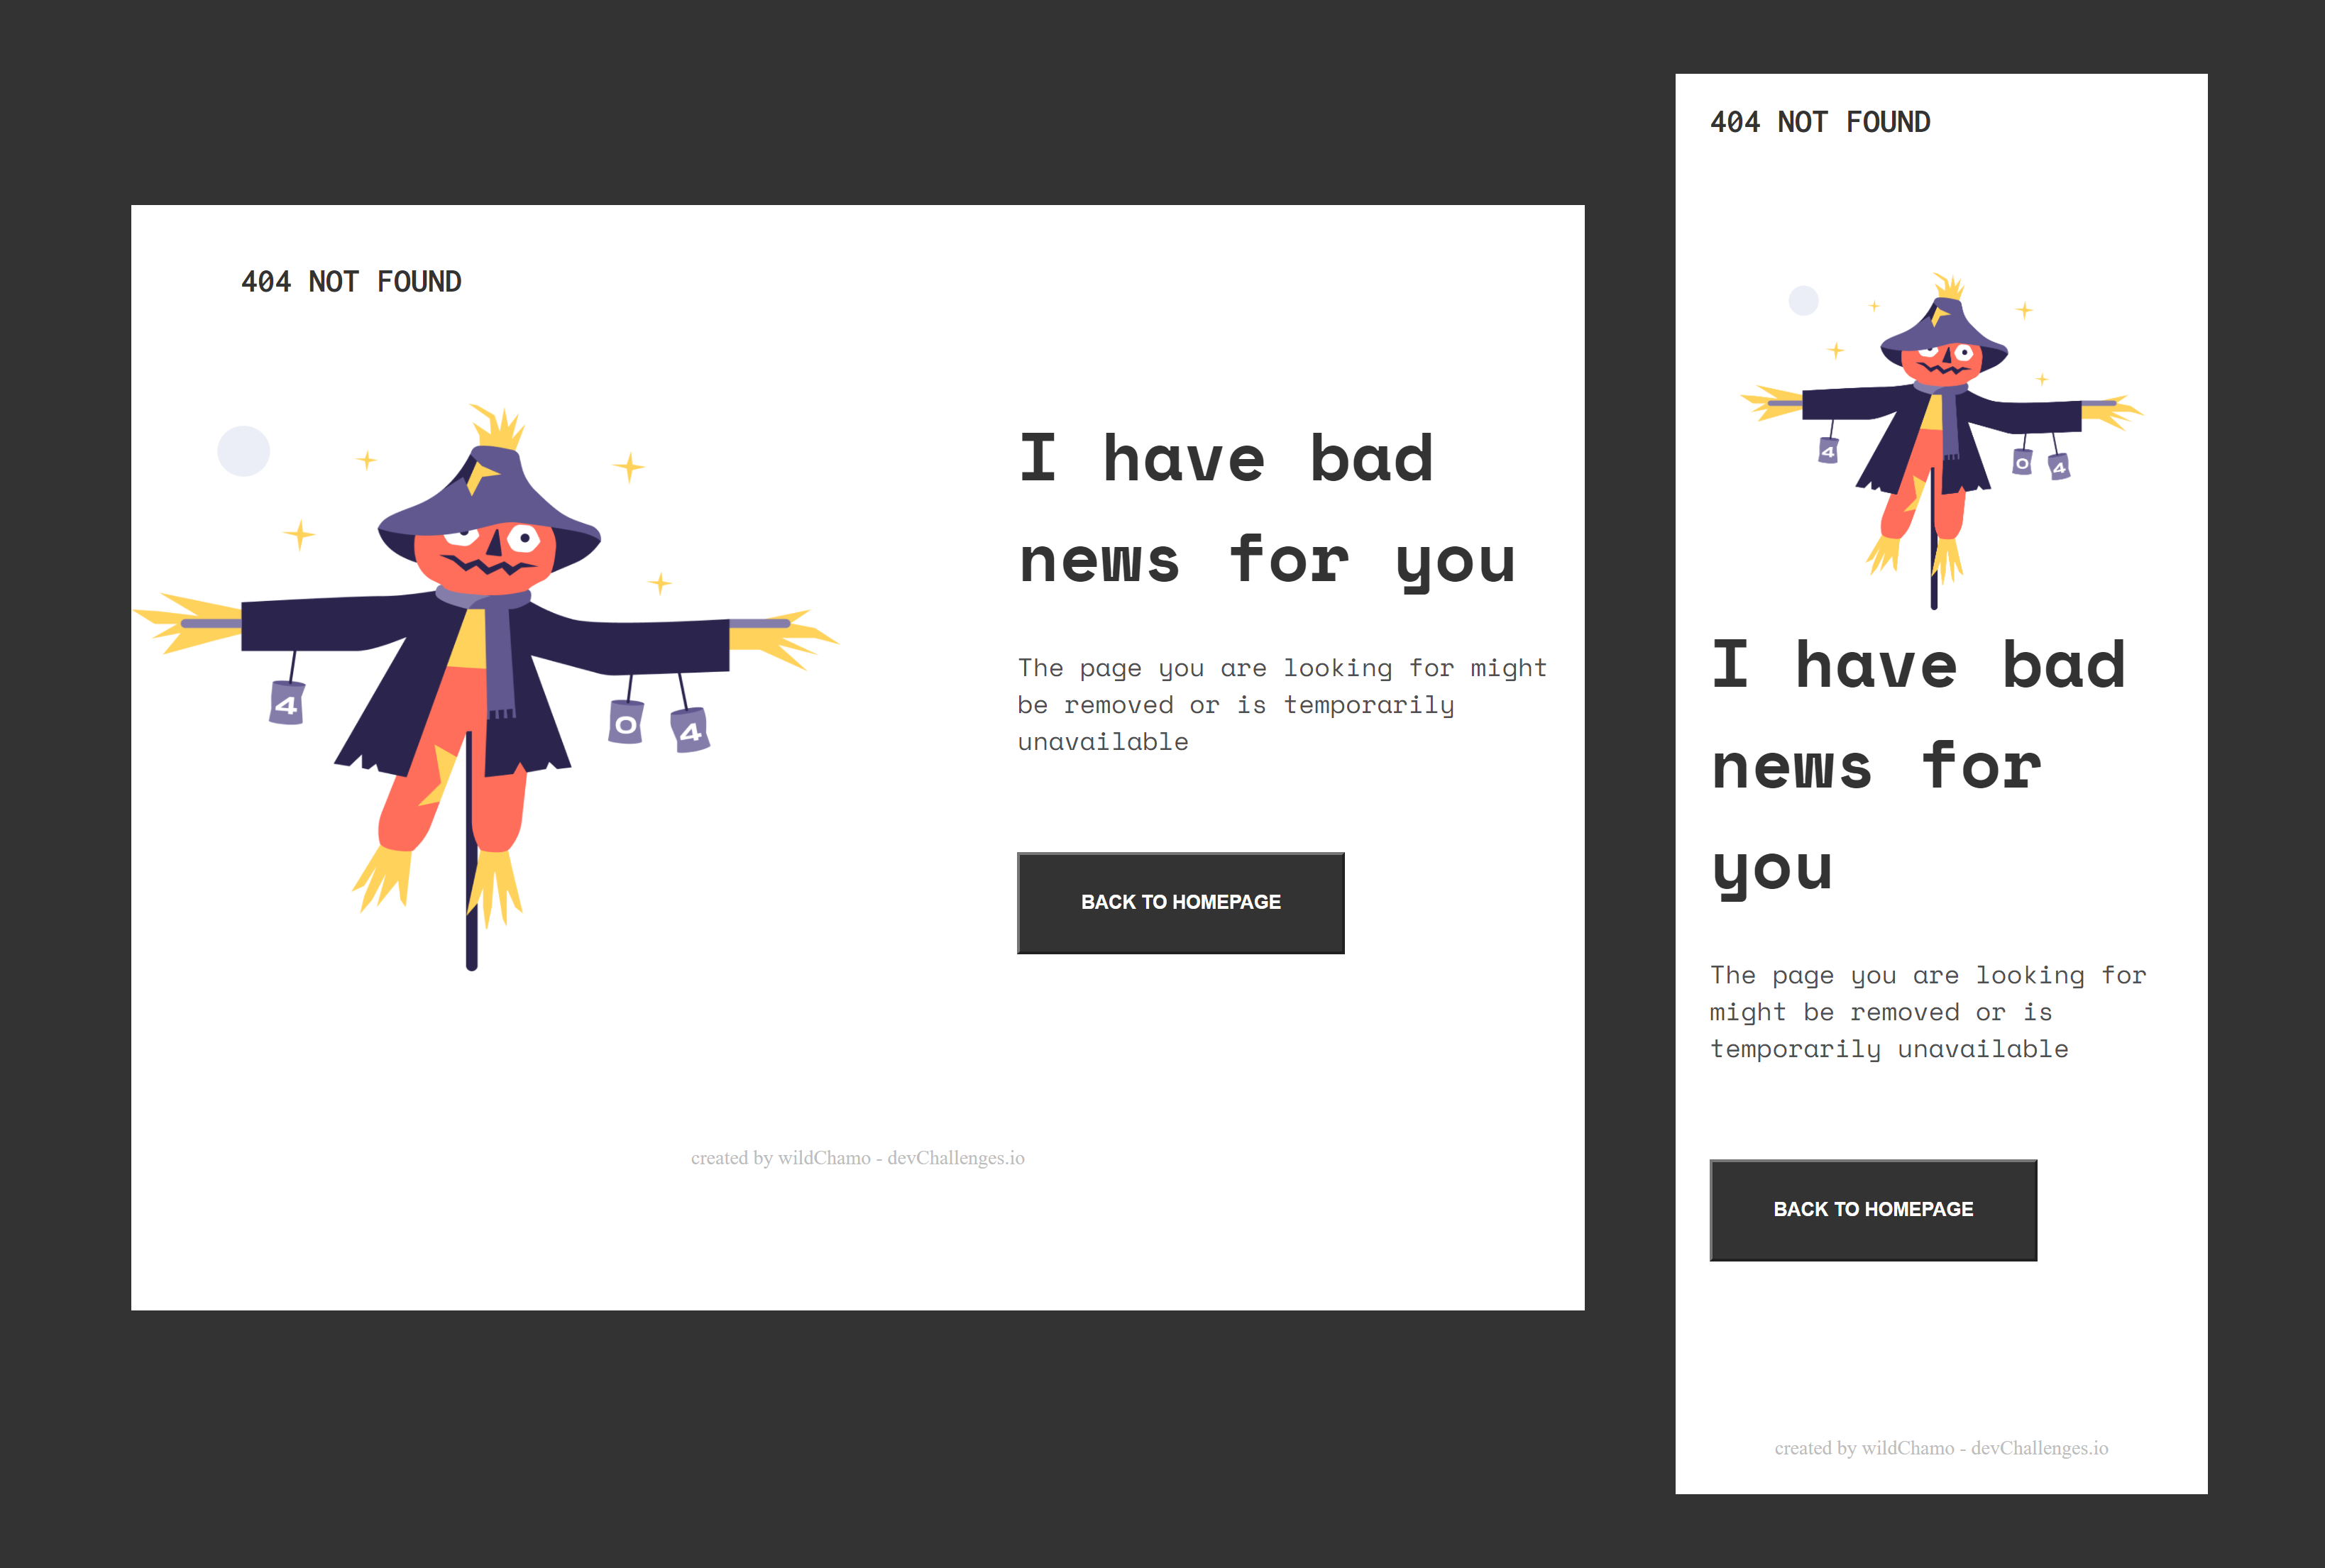 404 NOT FOUND
4
0
4
I have bad
news for you
The page you are looking for might
be removed or is temporarily
unavailable
BACK TO HOMEPAGE
created by wildChamo - devChallenges.io
404 NOT FOUND
4
0
4
I have bad
news for
you
The page you are looking for
might be removed or is
temporarily unavailable
BACK TO HOMEPAGE
created by wildChamo - devChallenges.io